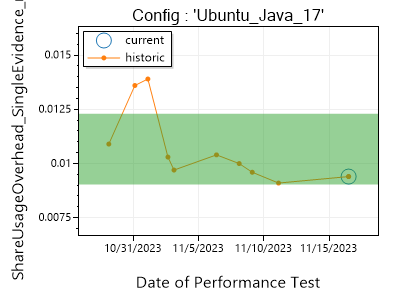 Config : 'Ubuntu_Java_17'
current
historic
ShareUsageOverhead_SingleEvidence_
0.015
0.0125
0.01
0.0075
10/31/2023
11/5/2023
11/10/2023
11/15/2023
Date of Performance Test